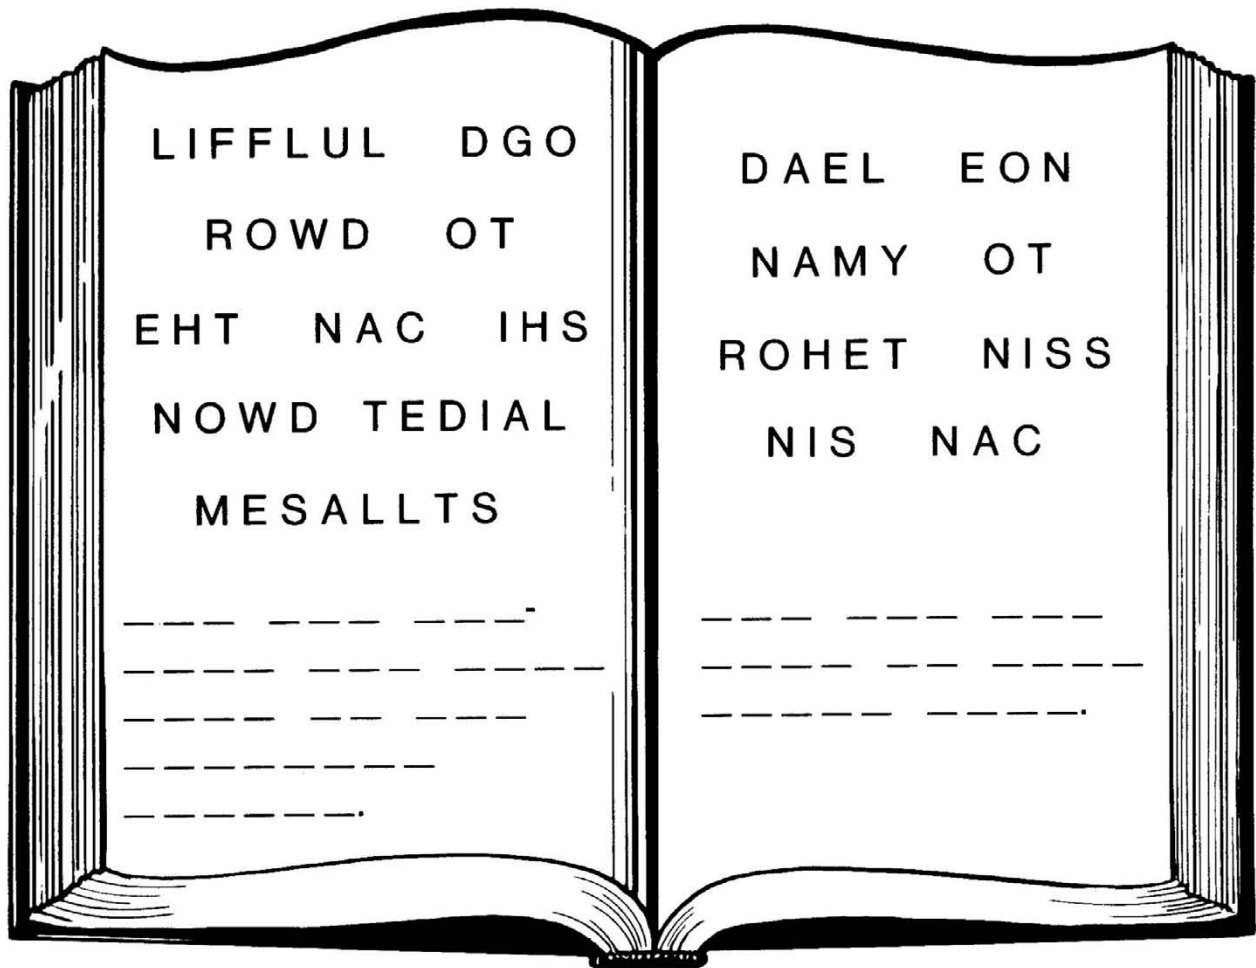 LIFFLUL DGO
ROWD OT
EHT NAC IHS
NOWD TEDIAL
MESALLTS
DAEL EON
NAMY OT
ROHET NISS
NIS NAC